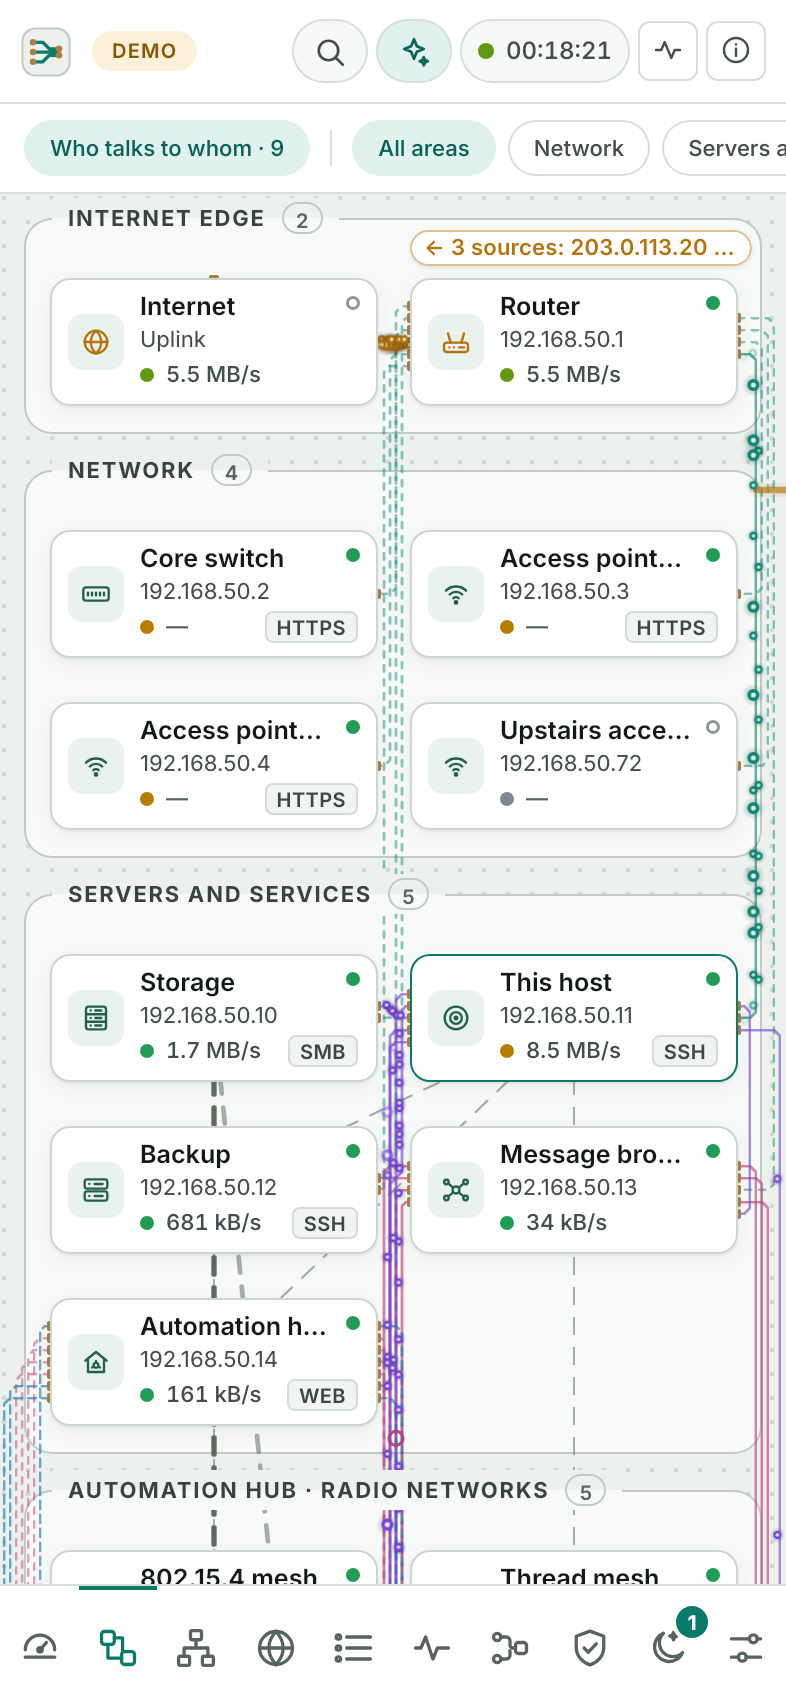 DEMO
00:18:21
Who talks to whom · 9
All areas
Network
Servers a
INTERNET EDGE 2
← 3 sources: 203.0.113.20 ...
Internet
Uplink
5.5 MB/s
Router
192.168.50.1
5.5 MB/s
NETWORK 4
Core switch
192.168.50.2
— HTTPS
Access point...
192.168.50.3
— HTTPS
Access point...
192.168.50.4
— HTTPS
Upstairs acce...
192.168.50.72
—
SERVERS AND SERVICES 5
Storage
192.168.50.10
1.7 MB/s SMB
This host
192.168.50.11
8.5 MB/s SSH
Backup
192.168.50.12
681 kB/s SSH
Message bro...
192.168.50.13
34 kB/s
Automation h...
192.168.50.14
161 kB/s WEB
AUTOMATION HUB · RADIO NETWORKS 5
802.15.4 mesh
Thread mesh
1